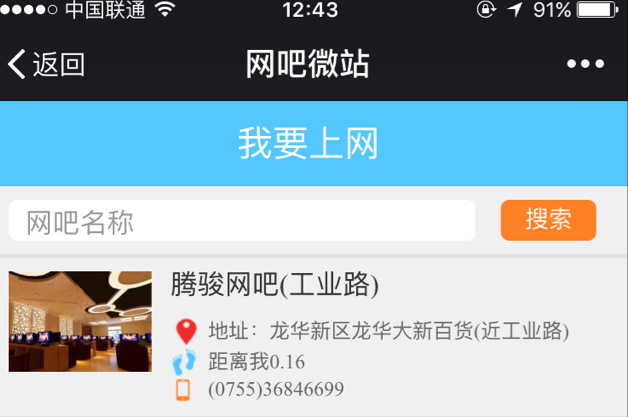 中国联通 12:43 91%
返回 网吧微站
我要上网
网吧名称 搜索
腾骏网吧(工业路)
地址：龙华新区龙华大新百货(近工业路)
距离我0.16
(0755)36846699